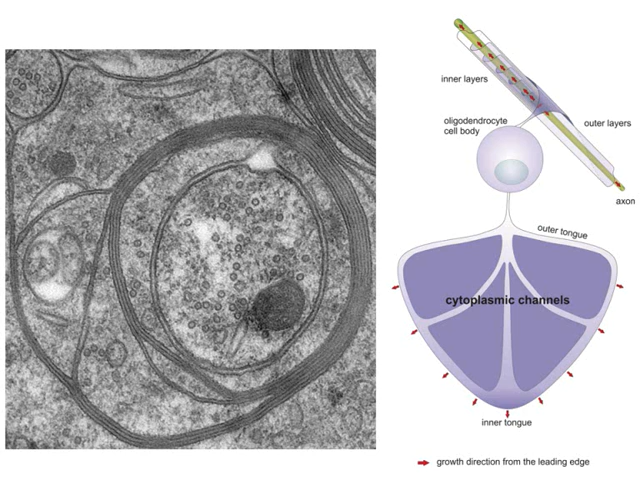 inner layers
oligodendrocyte
cell body
outer layers
axon
outer tongue
cytoplasmic channels
inner tongue
growth direction from the leading edge